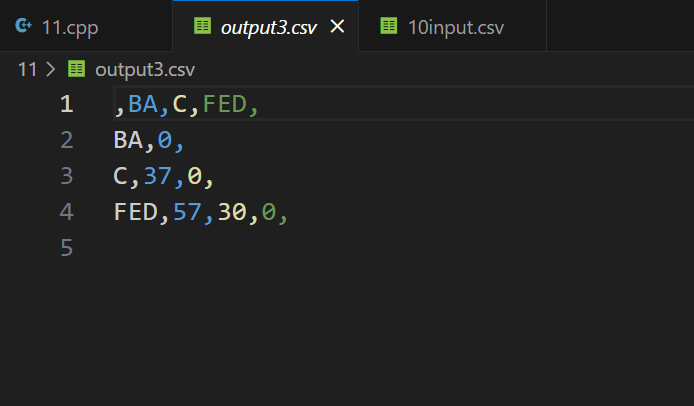 11.cpp output3.csv 10input.csv
11 > output3.csv
1 ,BA,C,FED,
2 BA,0,
3 C,37,0,
4 FED,57,30,0,
5